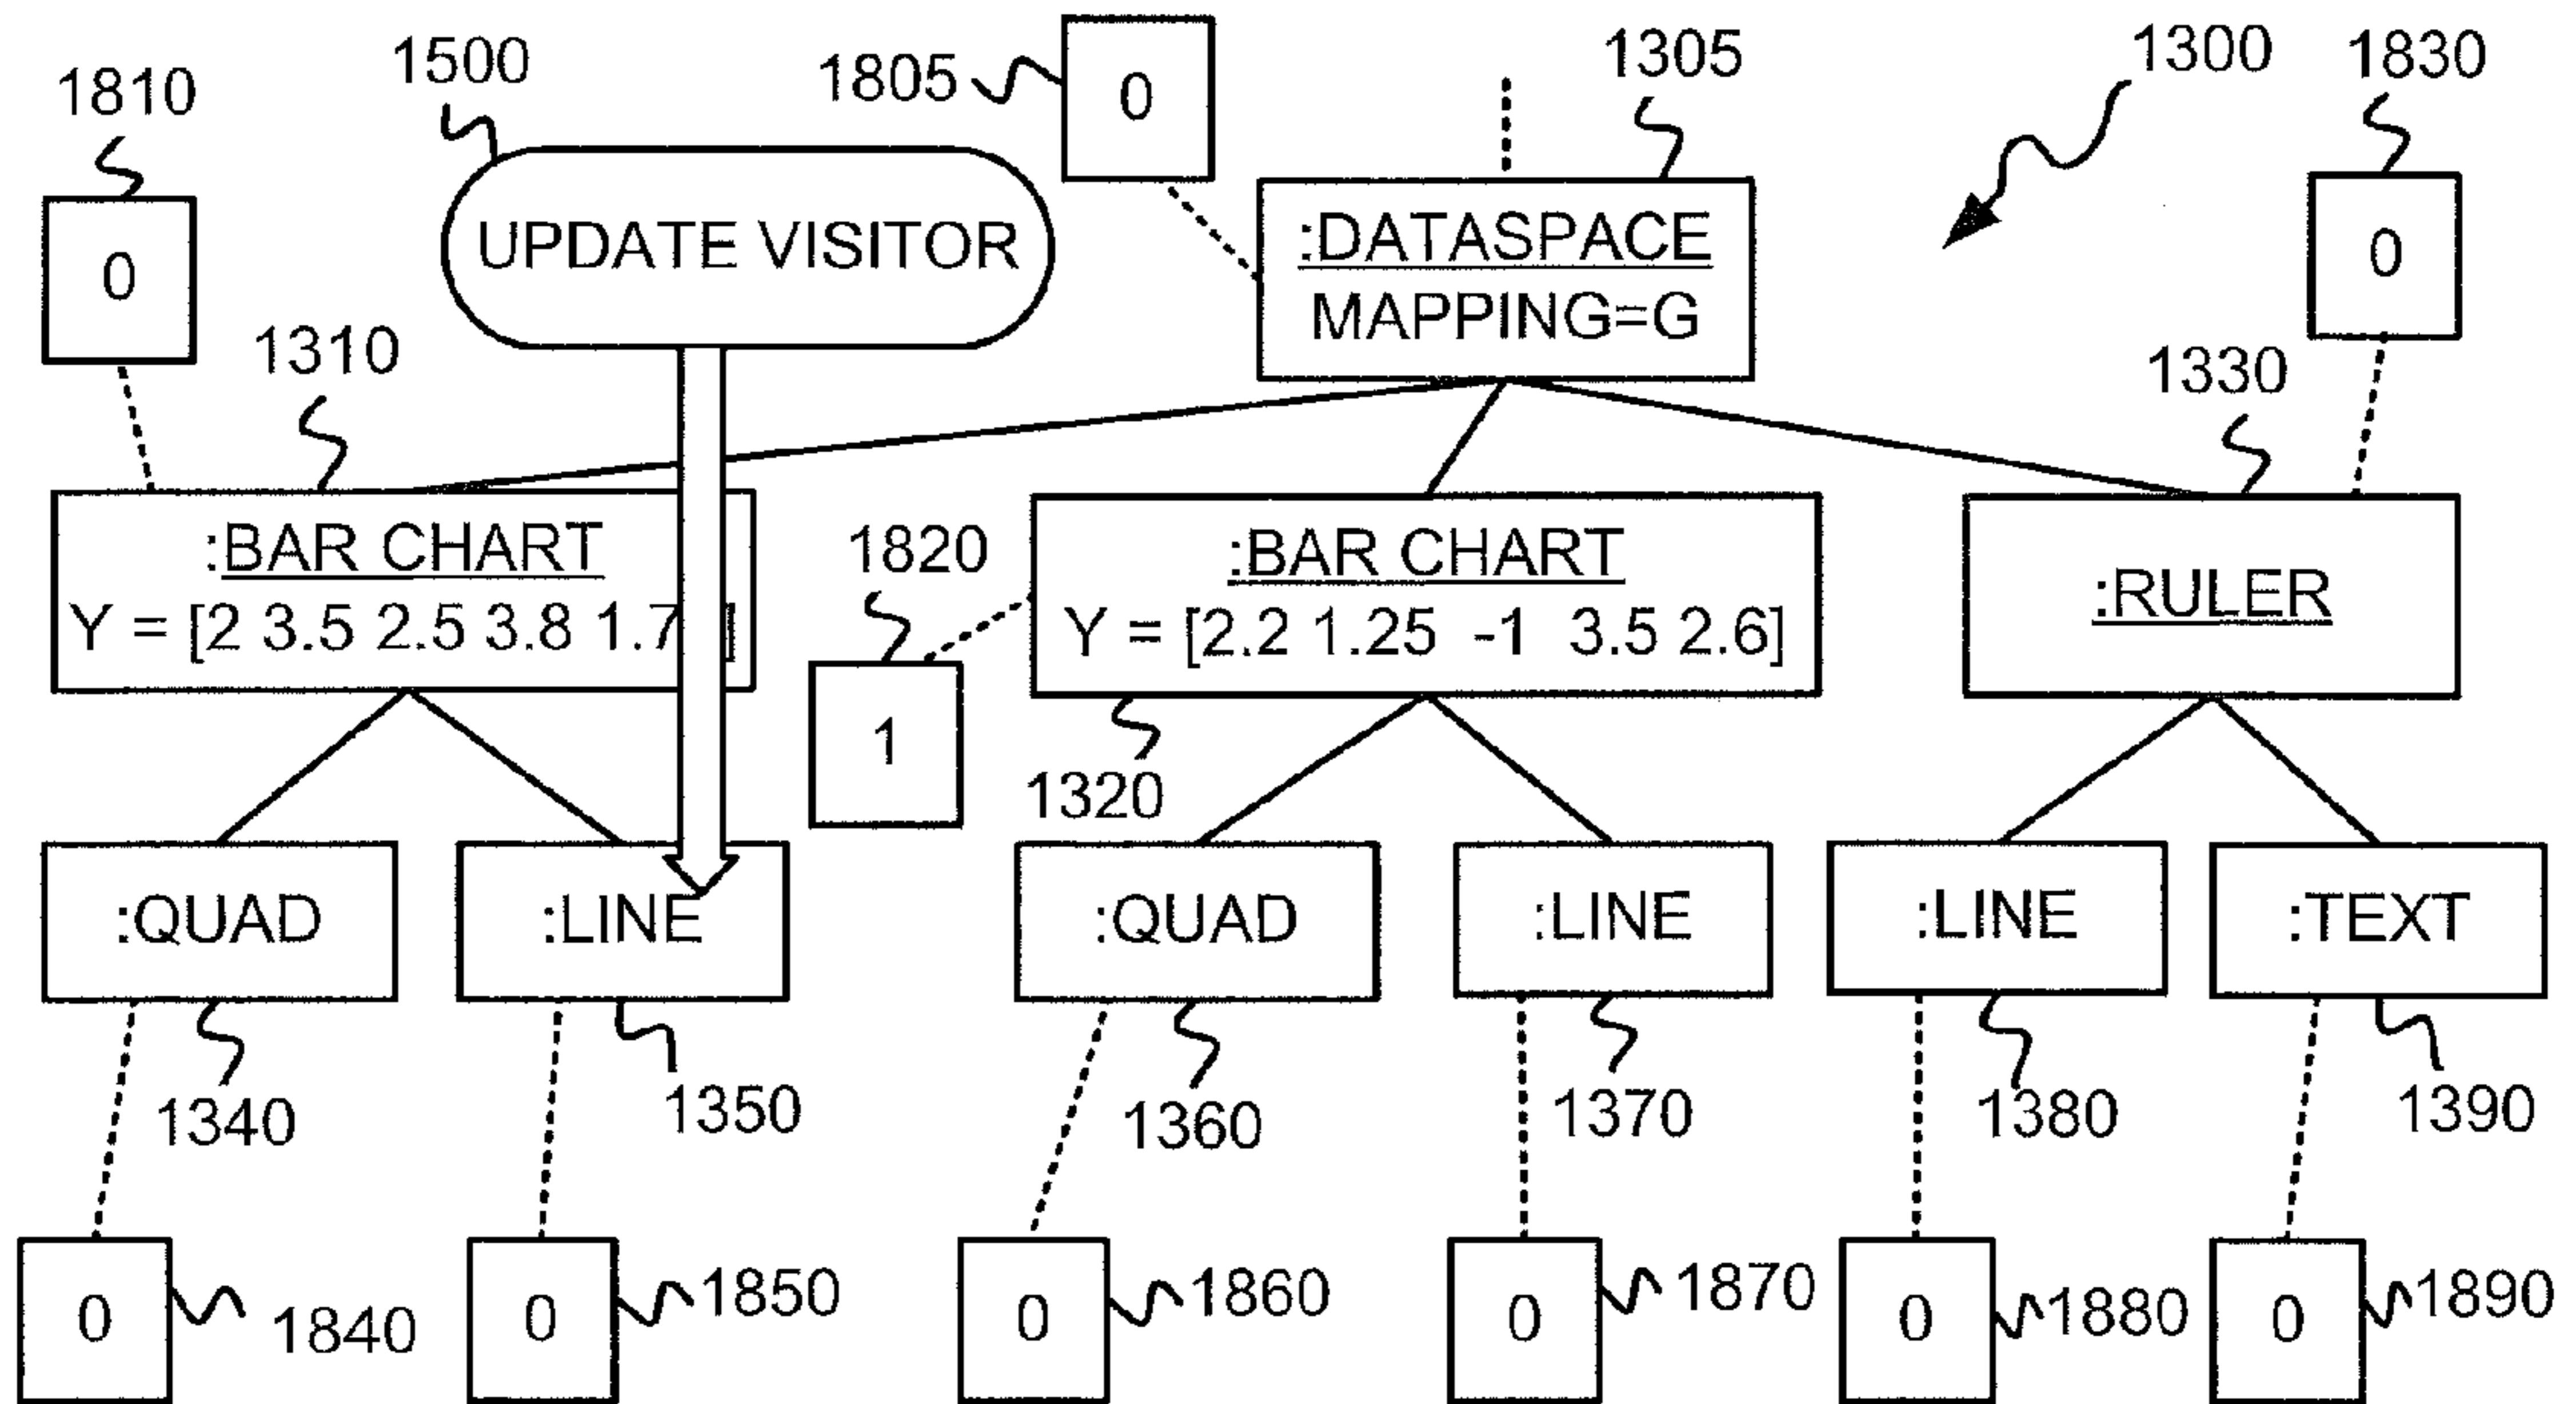 1500
1305
1300
1830
1805
0
1810
UPDATE VISITOR
:DATASPACE
MAPPING=G
0
0
1310
1330
:BAR CHART
Y = [2 3.5 2.5 3.8 1.7 ]
1820
:BAR CHART
Y = [2.2 1.25 -1 3.5 2.6]
:RULER
1
1320
:QUAD
:LINE
:QUAD
:LINE
:LINE
:TEXT
1340
1350
1360
1370
1380
1390
0
1840
0
1850
0
1860
0
1870
0
1880
0
1890